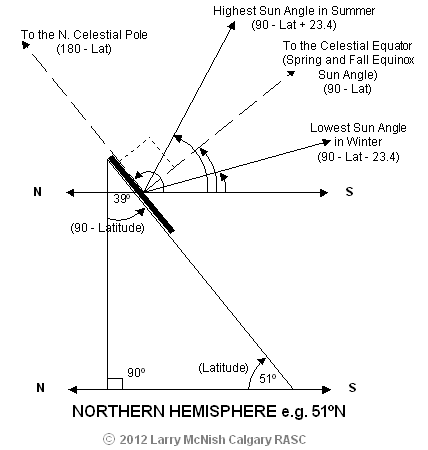 Highest Sun Angle in Summer
(90 - Lat + 23.4)
To the N. Celestial Pole
(180 - Lat)
To the Celestial Equator
(Spring and Fall Equinox
Sun Angle)
(90 - Lat)
Lowest Sun Angle
in Winter
(90 - Lat - 23.4)
N
S
39º
(90 - Latitude)
(Latitude)
90º
51º
N
S
NORTHERN HEMISPHERE e.g. 51ºN
© 2012 Larry McNish Calgary RASC